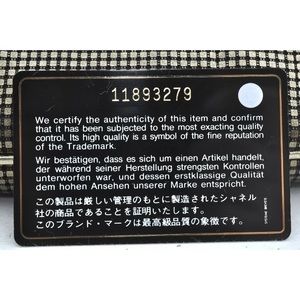 11893279
We certify the authenticity of this item and confirm
that it has been subjected to the most exacting quality
control. Its high quality is a symbol of the fine reputation
of the Trademark.
Wir bestätigen, dass es sich um einen Artikel handelt,
der während seiner Herstellung strengsten Kontrollen
unterworfen war, und dessen erstklassige Qualität
dem hohen Ansehen unserer Marke entspricht.
この製品は厳しい管理のもとに製造されたシャネル
社の商品であることを証明いたします。
このブランド・マークは最高級品質の象徴です。